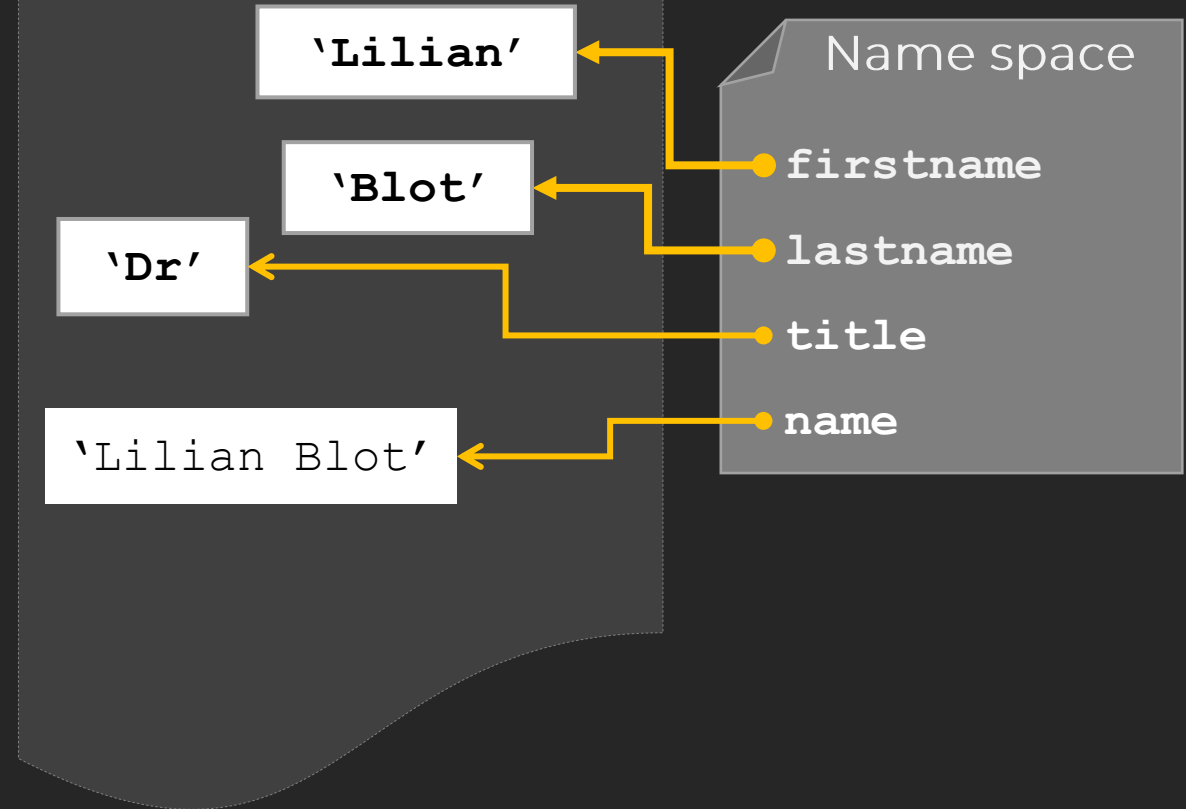 ‘Lilian’
‘Blot’
‘Dr’
‘Lilian Blot’
Name space
firstname
lastname
title
name